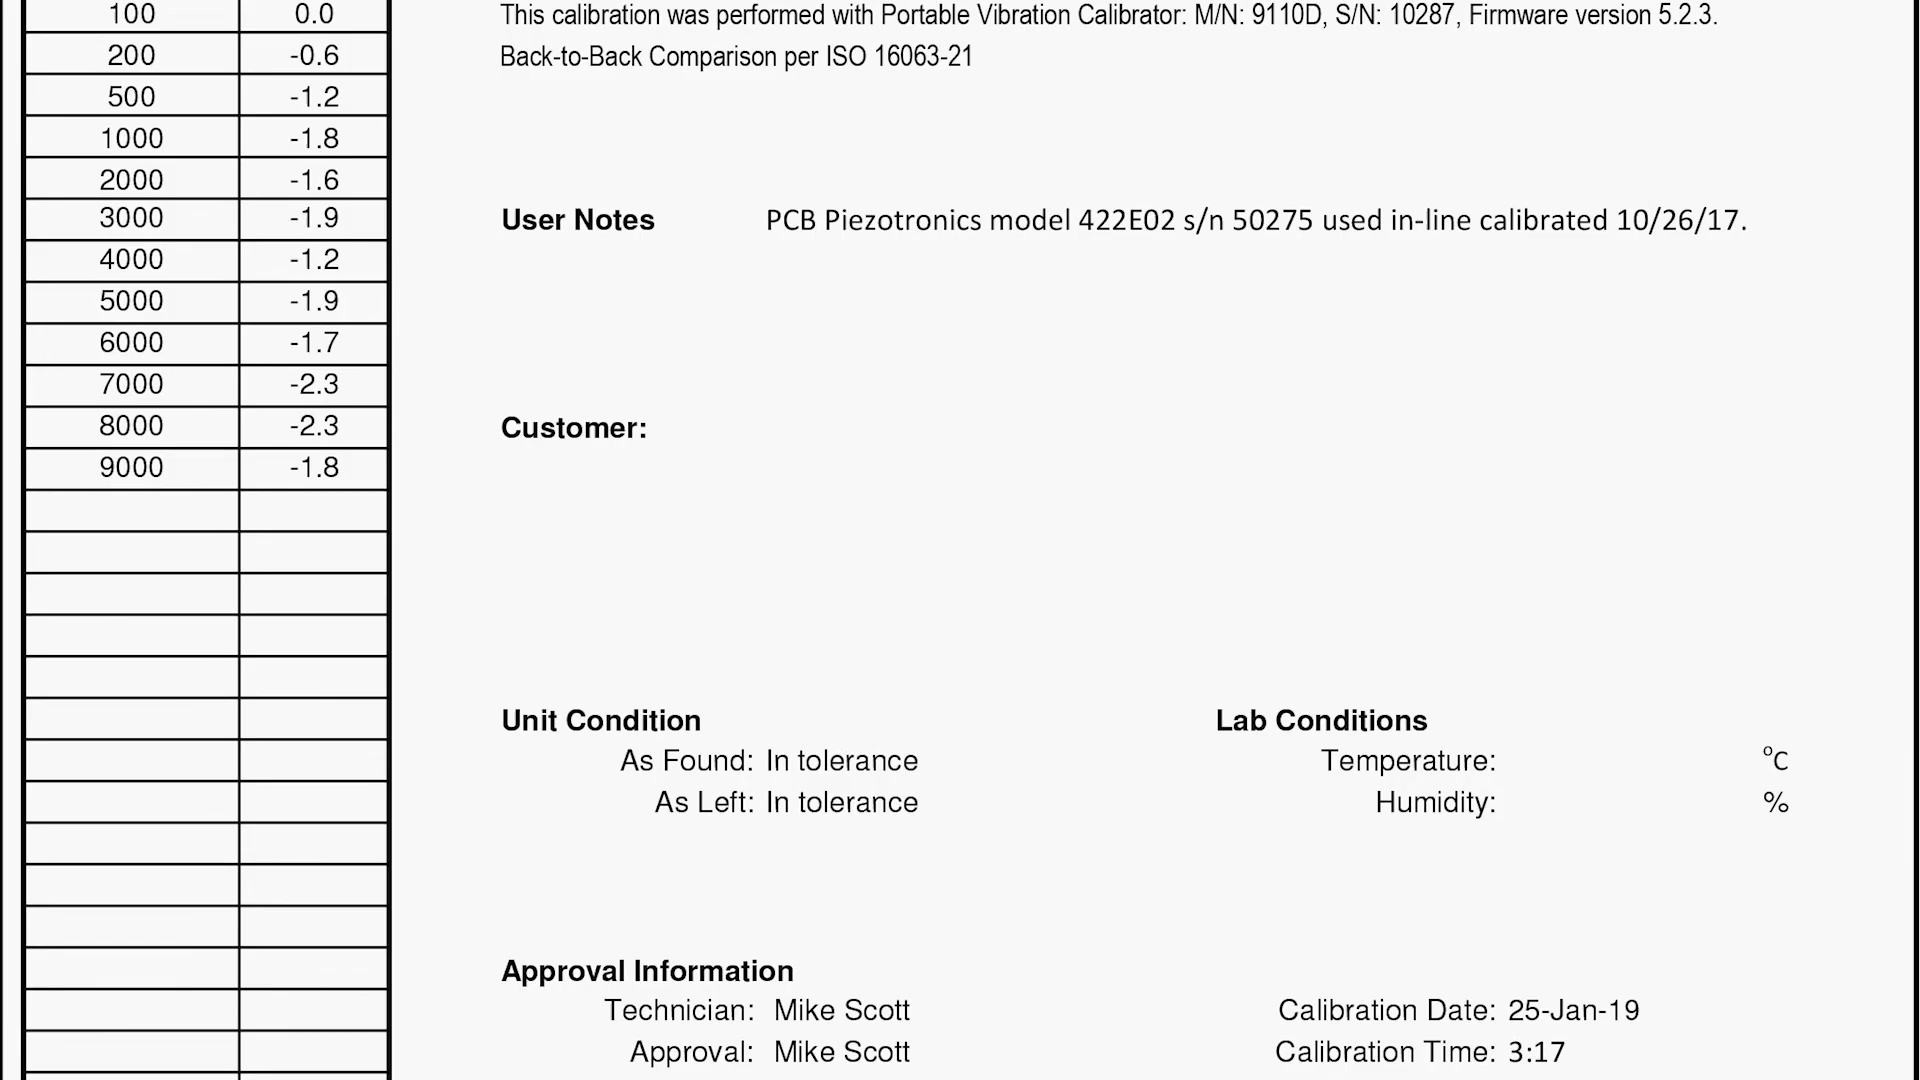 100 0.0
200 -0.6
500 -1.2
1000 -1.8
2000 -1.6
3000 -1.9
4000 -1.2
5000 -1.9
6000 -1.7
7000 -2.3
8000 -2.3
9000 -1.8
This calibration was performed with Portable Vibration Calibrator: M/N: 9110D, S/N: 10287, Firmware version 5.2.3.
Back-to-Back Comparison per ISO 16063-21
User Notes PCB Piezotronics model 422E02 s/n 50275 used in-line calibrated 10/26/17.
Customer:
Unit Condition
As Found: In tolerance
As Left: In tolerance
Lab Conditions
Temperature: °C
Humidity: %
Approval Information
Technician: Mike Scott
Approval: Mike Scott
Calibration Date: 25-Jan-19
Calibration Time: 3:17